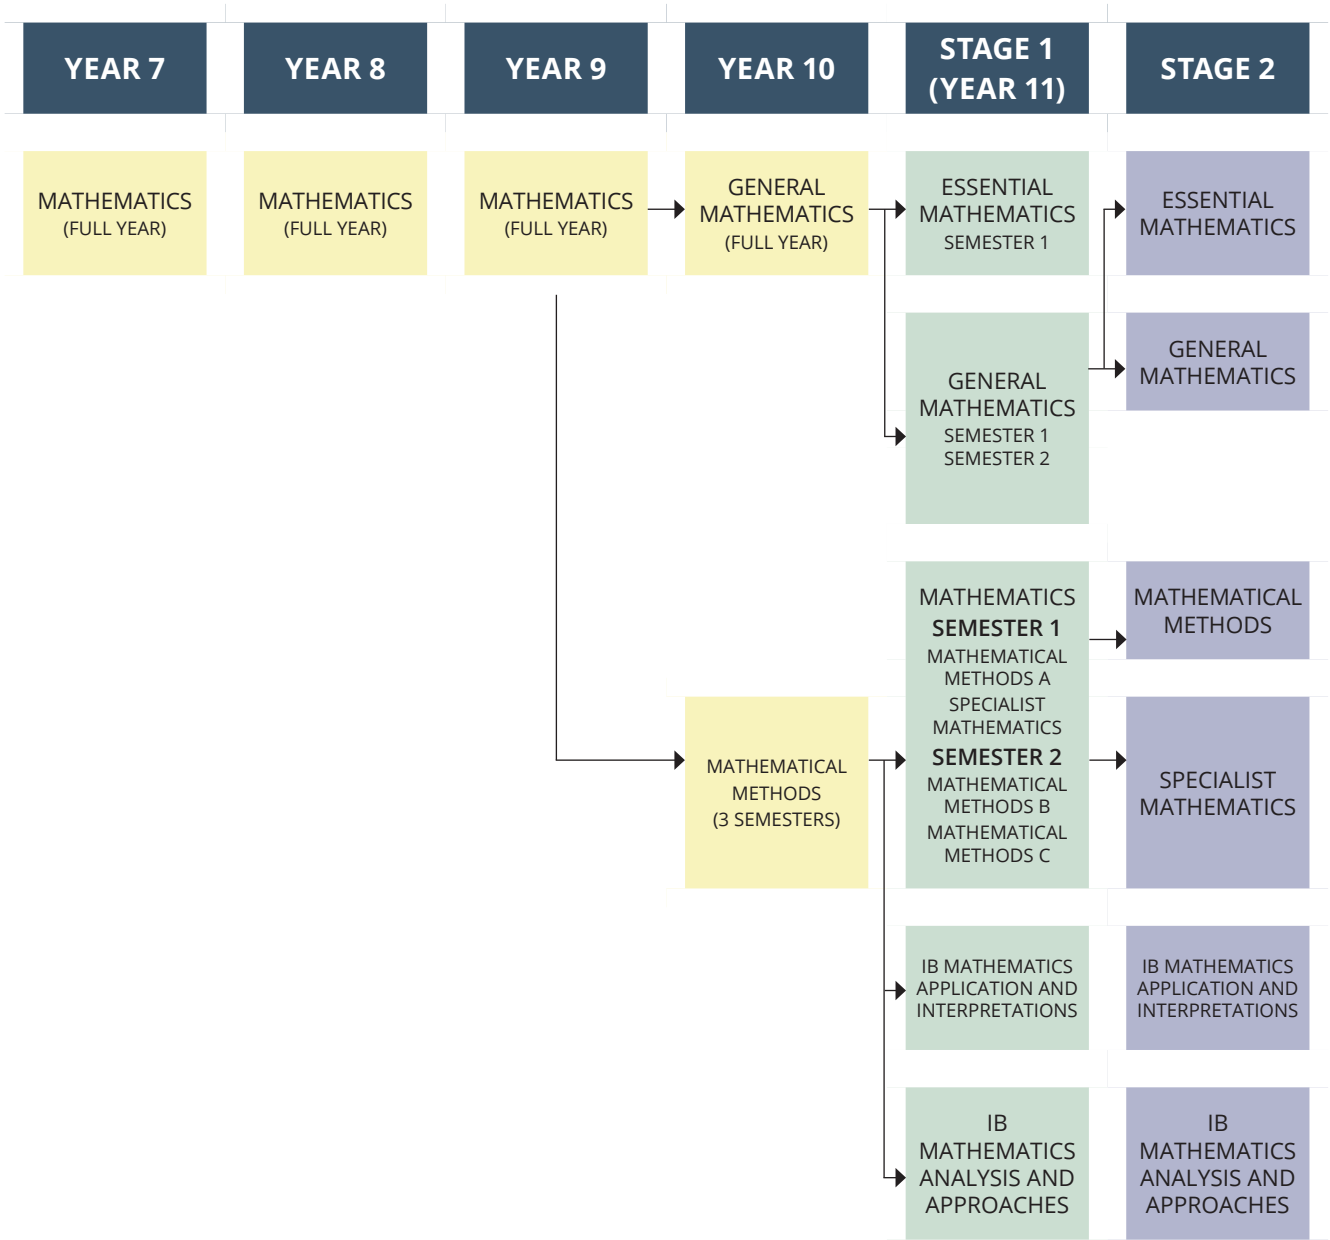 YEAR 7
YEAR 8
YEAR 9
YEAR 10
STAGE 1
(YEAR 11)
STAGE 2
MATHEMATICS
(FULL YEAR)
MATHEMATICS
(FULL YEAR)
MATHEMATICS
(FULL YEAR)
GENERAL
MATHEMATICS
(FULL YEAR)
ESSENTIAL
MATHEMATICS
SEMESTER 1
ESSENTIAL
MATHEMATICS
GENERAL
MATHEMATICS
SEMESTER 1
SEMESTER 2
GENERAL
MATHEMATICS
MATHEMATICAL
METHODS
(3 SEMESTERS)
MATHEMATICS
SEMESTER 1
MATHEMATICAL
METHODS A
SPECIALIST
MATHEMATICS
SEMESTER 2
MATHEMATICAL
METHODS B
MATHEMATICAL
METHODS C
MATHEMATICAL
METHODS
SPECIALIST
MATHEMATICS
IB MATHEMATICS
APPLICATION AND
INTERPRETATIONS
IB MATHEMATICS
APPLICATION AND
INTERPRETATIONS
IB
MATHEMATICS
ANALYSIS AND
APPROACHES
IB
MATHEMATICS
ANALYSIS AND
APPROACHES